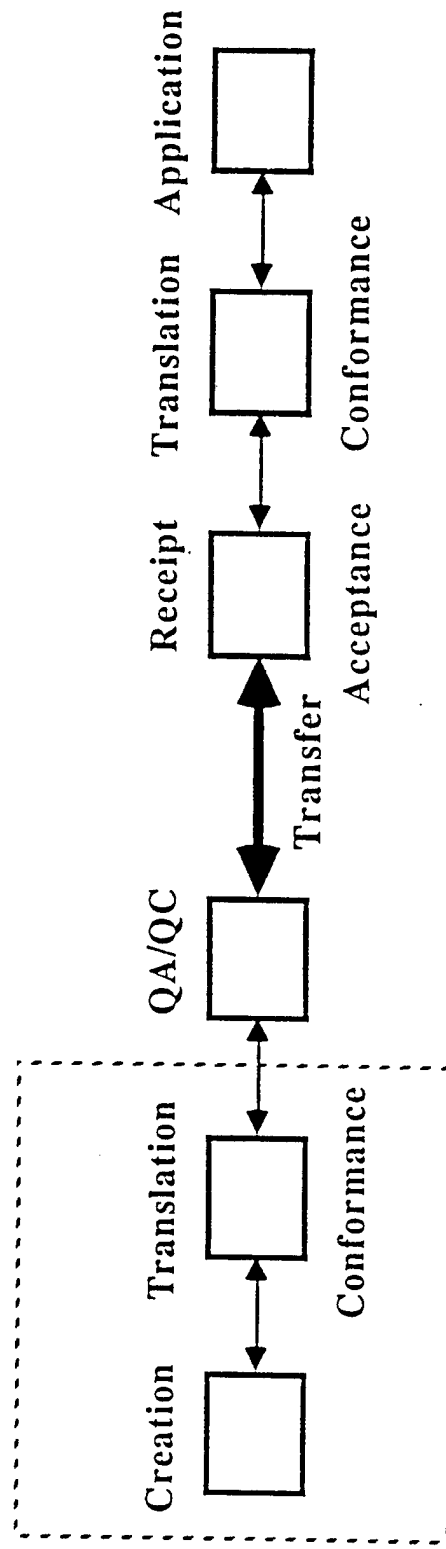 Creation Translation QA/QC Receipt Translation Application
Transfer
Conformance Acceptance Conformance